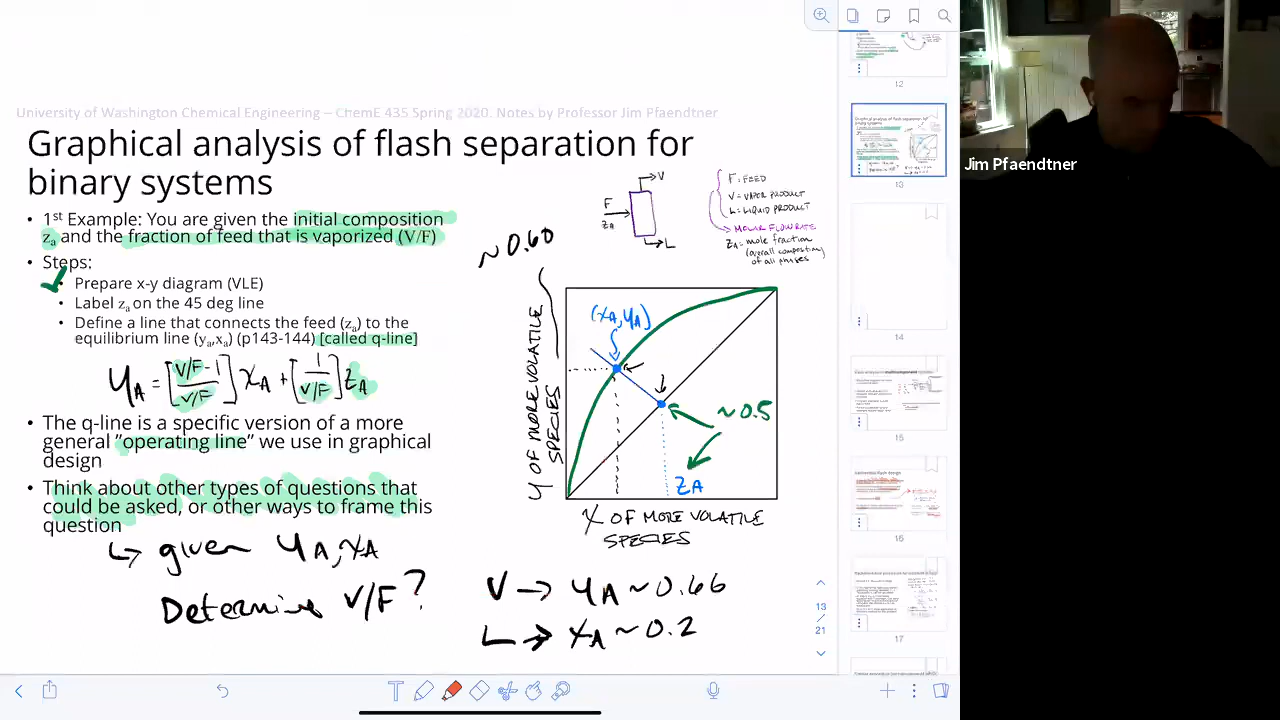 University of Washington Chemical Engineering – ChemE 435 Spring 2020. Notes by Professor Jim Pfaendtner
Graphical analysis of flash separation for
binary systems
• 1st Example: You are given the initial composition
za and the fraction of feed that is vaporized (V/F)
• Steps:
• Prepare x-y diagram (VLE)
• Label za on the 45 deg line
• Define a line that connects the feed (za) to the
equilibrium line (ya,xa) (p143-144) [called q-line]
yA = [V/F - 1 / V/F] xA + [1 / V/F] zA
• The q-line is a specific version of a more
general "operating line" we use in graphical
design
• Think about other types of questions that
could be asked, or other ways to frame this
question
↳ given yA, xA
Determine V/F?
V
F
zA
L
F = FEED
V = VAPOR PRODUCT
L = LIQUID PRODUCT
→ MOLAR FLOW RATE
zA = mole fraction
(overall composition
of all phases
~0.60
(xA, yA)
~0.5
zA
Y OF MORE VOLATILE
SPECIES
X OF MORE VOLATILE
SPECIES
V → yA 0.66
L → xA ~ 0.2
12
13
14
15
16
17
13
21
Jim Pfaendtner